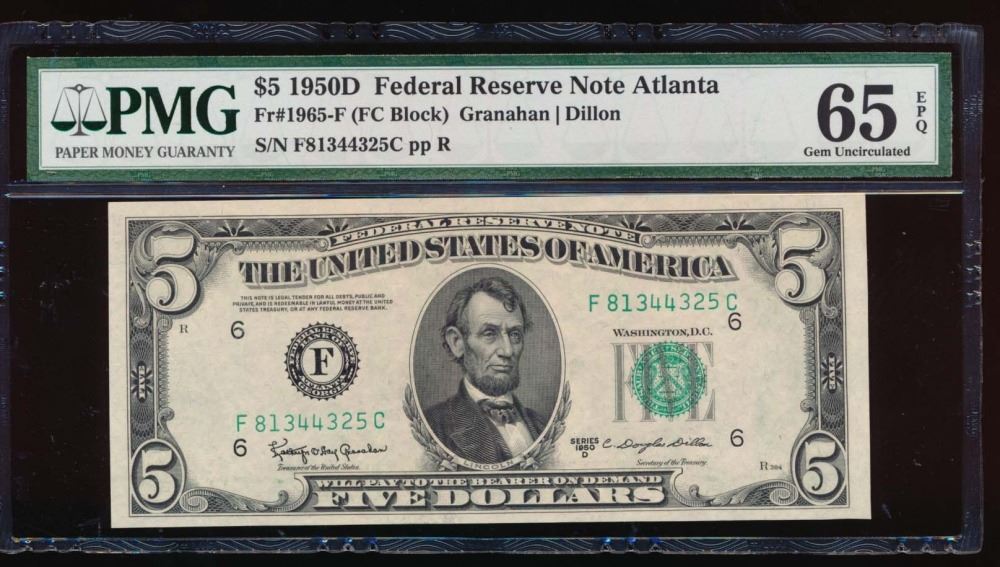 PMG
PAPER MONEY GUARANTY
$5 1950D Federal Reserve Note Atlanta
Fr#1965-F (FC Block) Granahan | Dillon
S/N F81344325C pp R
65
EPQ
Gem Uncirculated
FEDERAL RESERVE NOTE
THE UNITED STATES OF AMERICA
5
5
THIS NOTE IS LEGAL TENDER FOR ALL DEBTS, PUBLIC AND
PRIVATE, AND IS REDEEMABLE IN LAWFUL MONEY AT THE UNITED
STATES TREASURY, OR AT ANY FEDERAL RESERVE BANK.
F 81344325 C
R
6
6
WASHINGTON, D.C.
F
FIVE
FIVE
FIVE
F 81344325 C
6
Treasurer of the United States.
SERIES
1950
D
C. Douglas Dillon
Secretary of the Treasury.
6
R 304
LINCOLN
5
5
WILL PAY TO THE BEARER ON DEMAND
FIVE DOLLARS